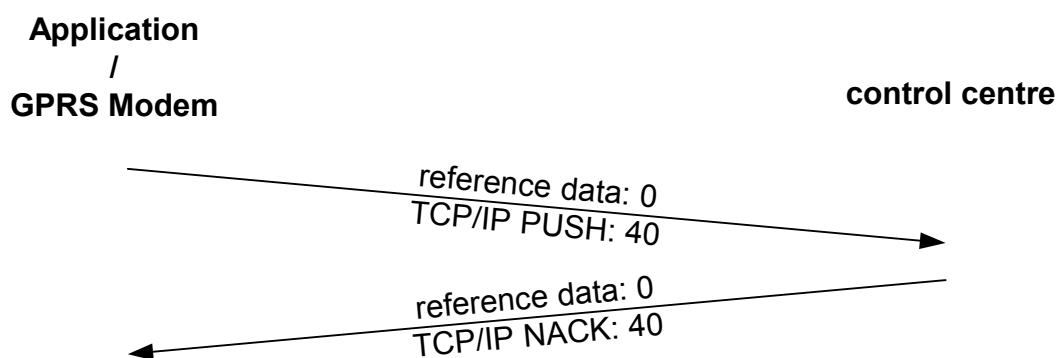 Application
/
GPRS Modem
control centre
reference data: 0
TCP/IP PUSH: 40
reference data: 0
TCP/IP NACK: 40